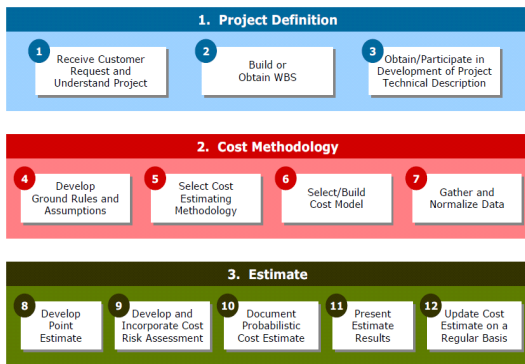 1. Project Definition
1
Receive Customer
Request and
Understand Project
2
Build or
Obtain WBS
3
Obtain/Participate in
Development of Project
Technical Description
2. Cost Methodology
4
Develop
Ground Rules and
Assumptions
5
Select Cost
Estimating
Methodology
6
Select/Build
Cost Model
7
Gather and
Normalize Data
3. Estimate
8
Develop
Point
Estimate
9
Develop and
Incorporate Cost
Risk Assessment
10
Document
Probabilistic
Cost Estimate
11
Present
Estimate
Results
12
Update Cost
Estimate on a
Regular Basis